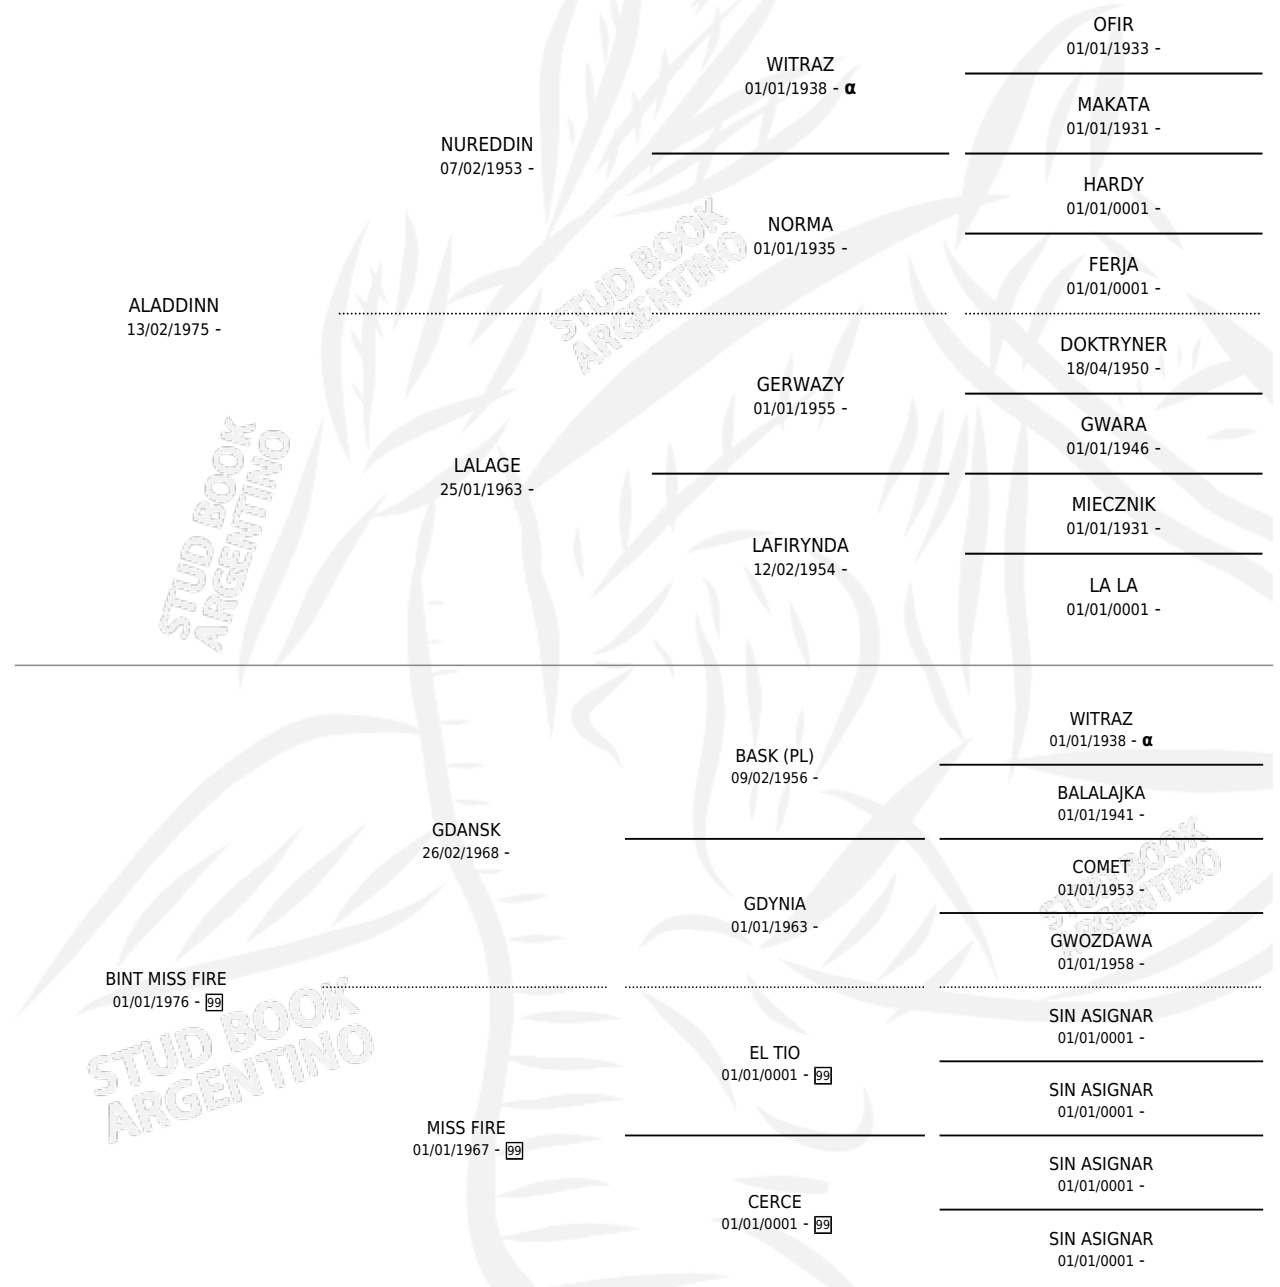 OFIR
01/01/1933 -
WITRAZ
01/01/1938 - α
MAKATA
01/01/1931 -
NUREDDIN
07/02/1953 -
HARDY
01/01/0001 -
NORMA
01/01/1935 -
FERJA
01/01/0001 -
ALADDINN
13/02/1975 -
DOKTRYNER
18/04/1950 -
GERWAZY
01/01/1955 -
GWARA
01/01/1946 -
LALAGE
25/01/1963 -
MIECZNIK
01/01/1931 -
LAFIRYNDA
12/02/1954 -
LA LA
01/01/0001 -
WITRAZ
01/01/1938 - α
BASK (PL)
09/02/1956 -
BALALAJKA
01/01/1941 -
GDANSK
26/02/1968 -
COMET
01/01/1953 -
GDYNIA
01/01/1963 -
GWOZDAWA
01/01/1958 -
BINT MISS FIRE
01/01/1976 - 99
SIN ASIGNAR
01/01/0001 -
EL TIO
01/01/0001 - 99
SIN ASIGNAR
01/01/0001 -
MISS FIRE
01/01/1967 - 99
SIN ASIGNAR
01/01/0001 -
CERCE
01/01/0001 - 99
SIN ASIGNAR
01/01/0001 -
STUD BOOK
ARGENTINO
STUD BOOK
ARGENTINO
STUD BOOK
ARGENTINO
STUD BOOK
ARGENTINO